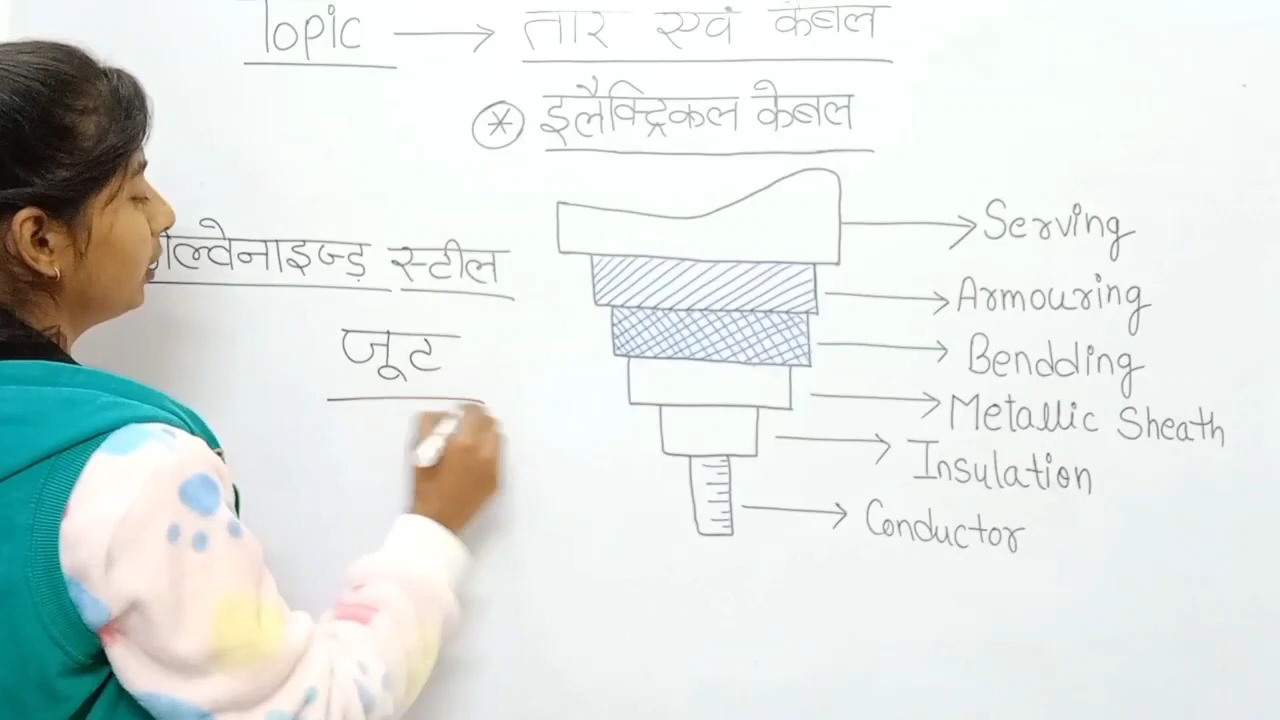 Topic → तार एवं केबल
* इलैक्ट्रिकल केबल
स्टील
जूट
Serving
Armouring
Bendding
Metallic Sheath
Insulation
Conductor